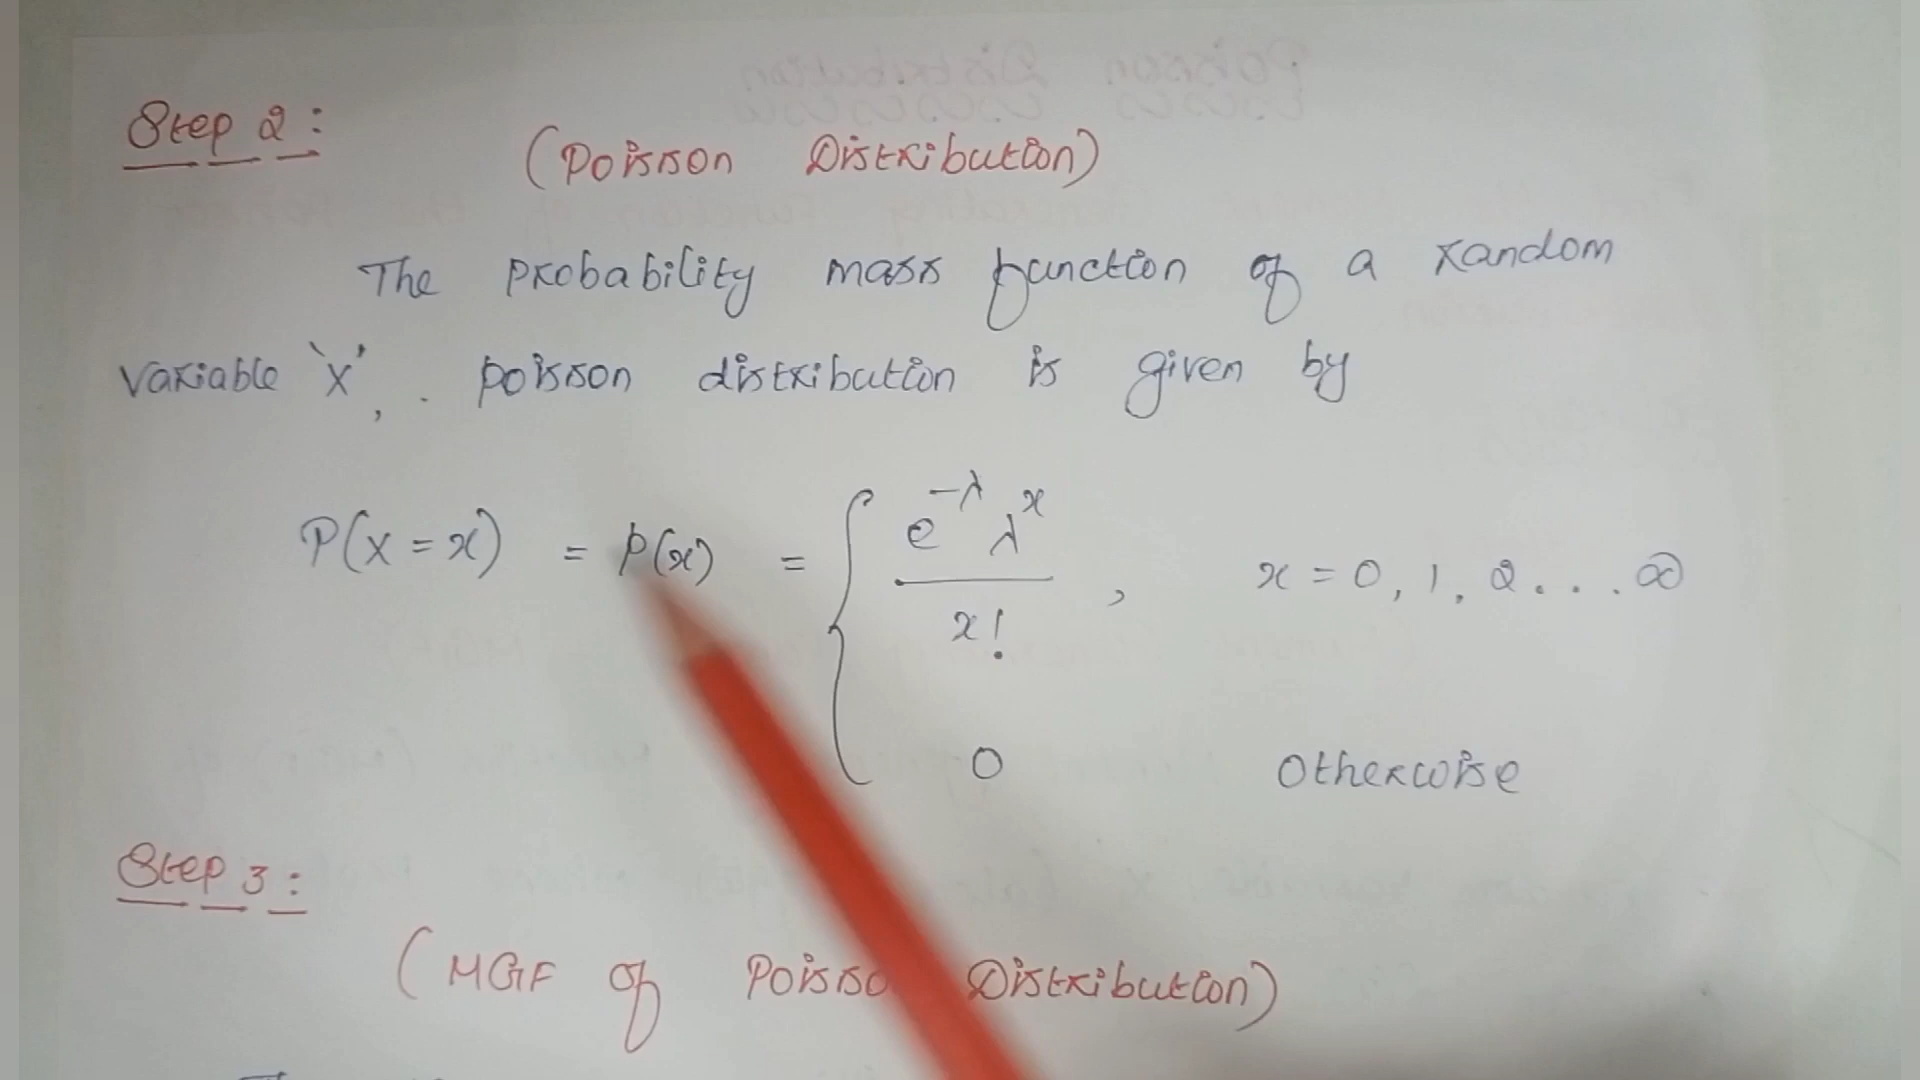 Step 2:
(Poisson Distribution)
The probability mass function of a random
variable 'X', . poisson distribution is given by
P(X = x) = p(x) = { e^{-λ} λ^x / x! , x = 0, 1, 2 . . . ∞
0 Otherwise
Step 3:
(MGF of Poisso Distribution)